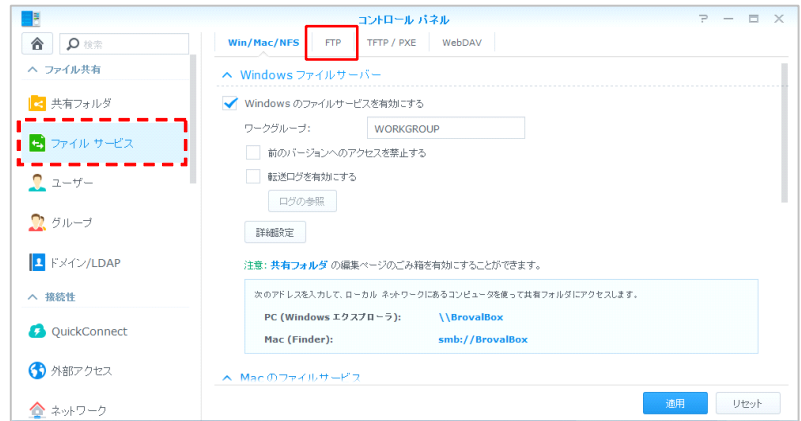 コントロール パネル
検索
ファイル共有
共有フォルダ
ファイル サービス
ユーザー
グループ
ドメイン/LDAP
接続性
QuickConnect
外部アクセス
ネットワーク
Win/Mac/NFS FTP TFTP / PXE WebDAV
Windows ファイルサーバー
Windows のファイルサービスを有効にする
ワークグループ: WORKGROUP
前のバージョンへのアクセスを禁止する
転送ログを有効にする
ログの参照
詳細設定
注意: 共有フォルダ の編集ページのごみ箱を有効にすることができます。
次のアドレスを入力して、ローカル ネットワークにあるコンピュータを使って共有フォルダにアクセスします。
PC (Windows エクスプローラ): \\BrovalBox
Mac (Finder): smb://BrovalBox
Mac のファイルサービス
適用 リセット